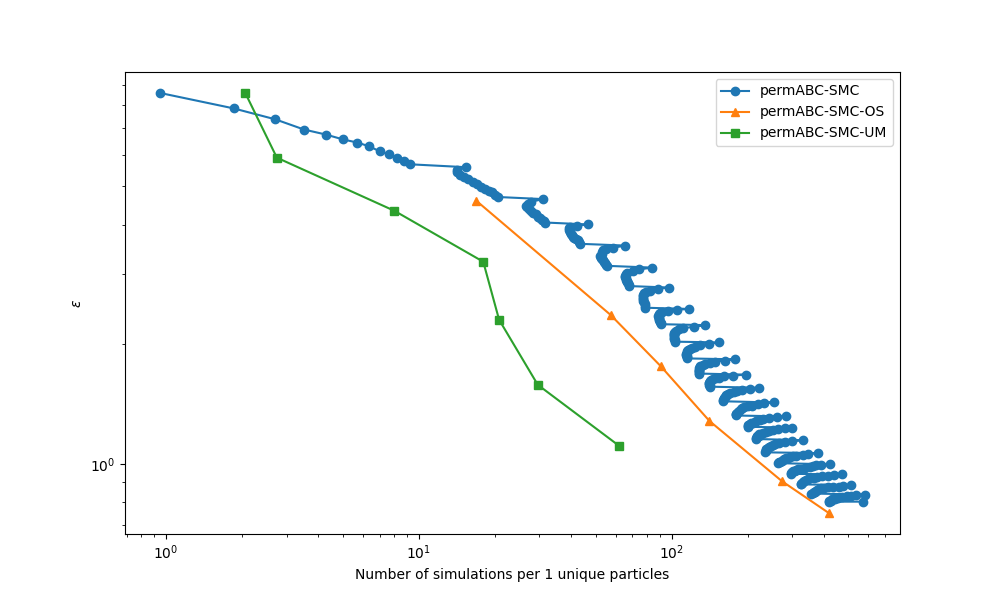 permABC-SMC
permABC-SMC-OS
permABC-SMC-UM
ε
10⁰
10⁰
10¹
10²
Number of simulations per 1 unique particles